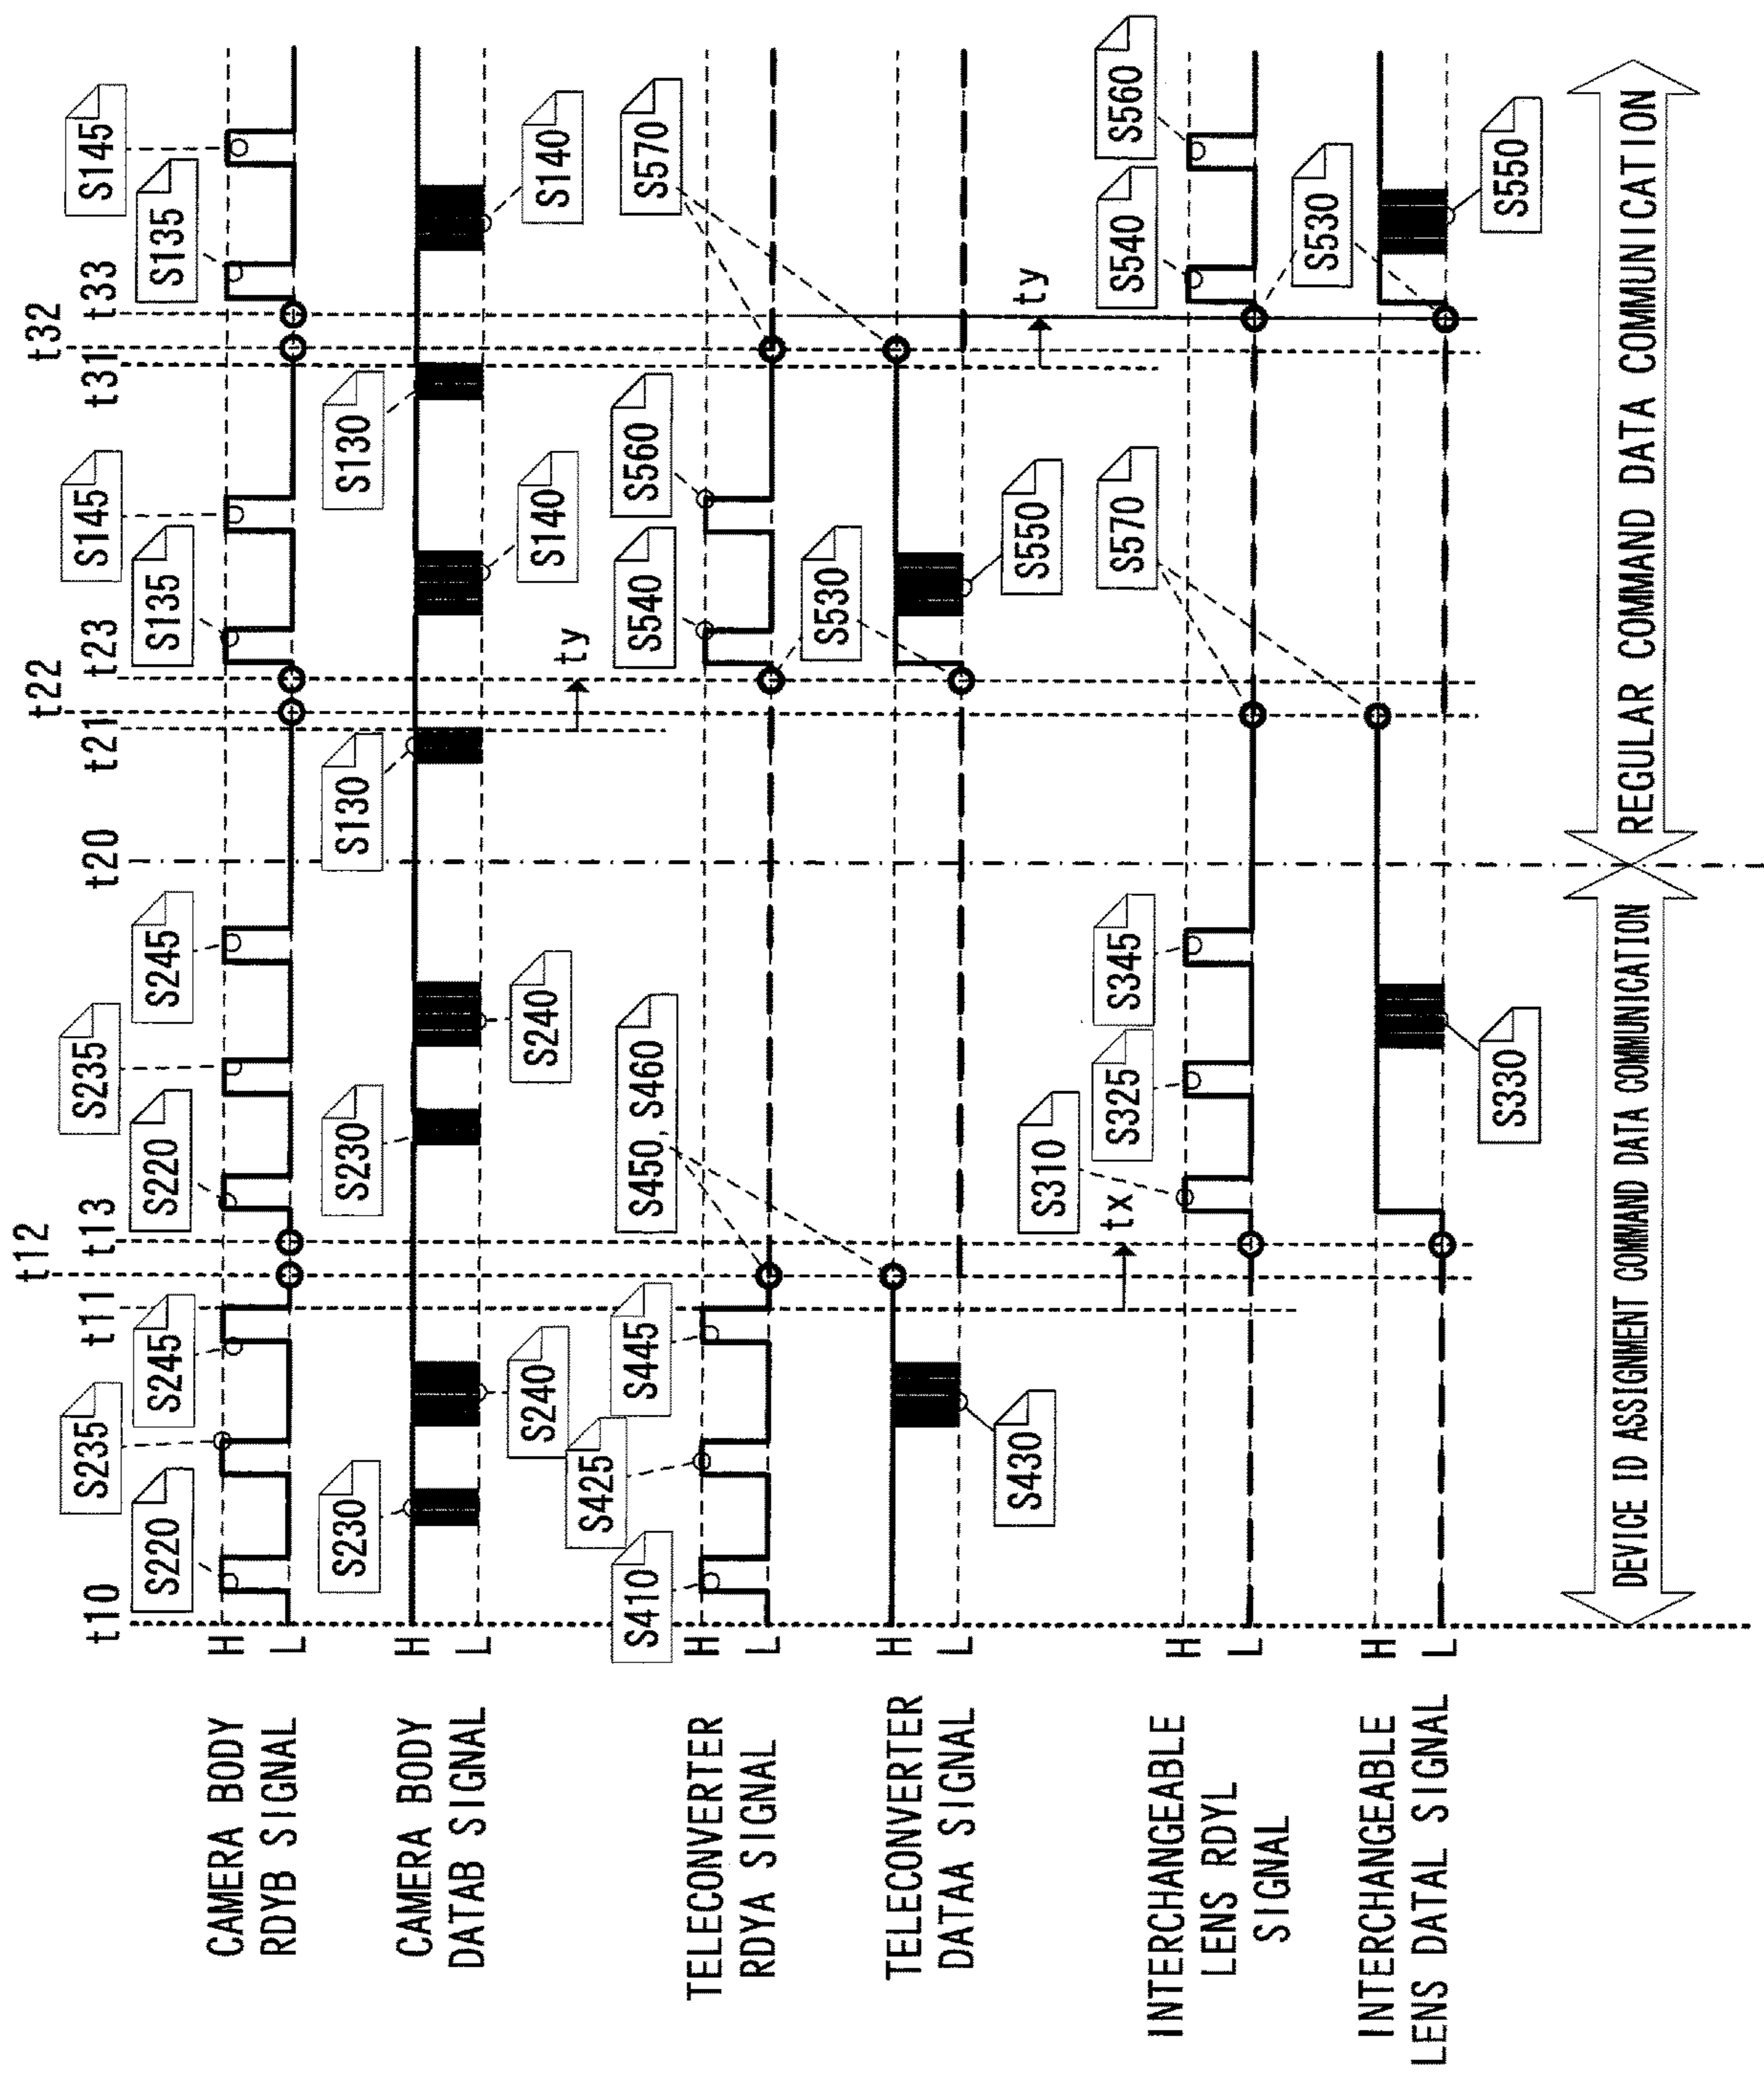 t12
t22
t32
t10
t11
t13
t20
t21
t23
t31
t33
CAMERA BODY
RDYB SIGNAL
H
L
S220
S235
S245
S220
S235
S245
S135
S145
S135
S145
CAMERA BODY
DATAB SIGNAL
H
L
S230
S240
S230
S240
S130
S140
S130
S140
ty
TELECONVERTER
RDYA SIGNAL
H
L
S410
S425
S445
S450, S460
S540
S560
S570
TELECONVERTER
DATAA SIGNAL
H
L
S430
S530
S550
tx
ty
INTERCHANGEABLE
LENS RDYL
SIGNAL
H
L
S310
S325
S345
S570
S540
S560
INTERCHANGEABLE
LENS DATAL SIGNAL
H
L
S330
S530
S550
DEVICE ID ASSIGNMENT COMMAND DATA COMMUNICATION
REGULAR COMMAND DATA COMMUNICATION